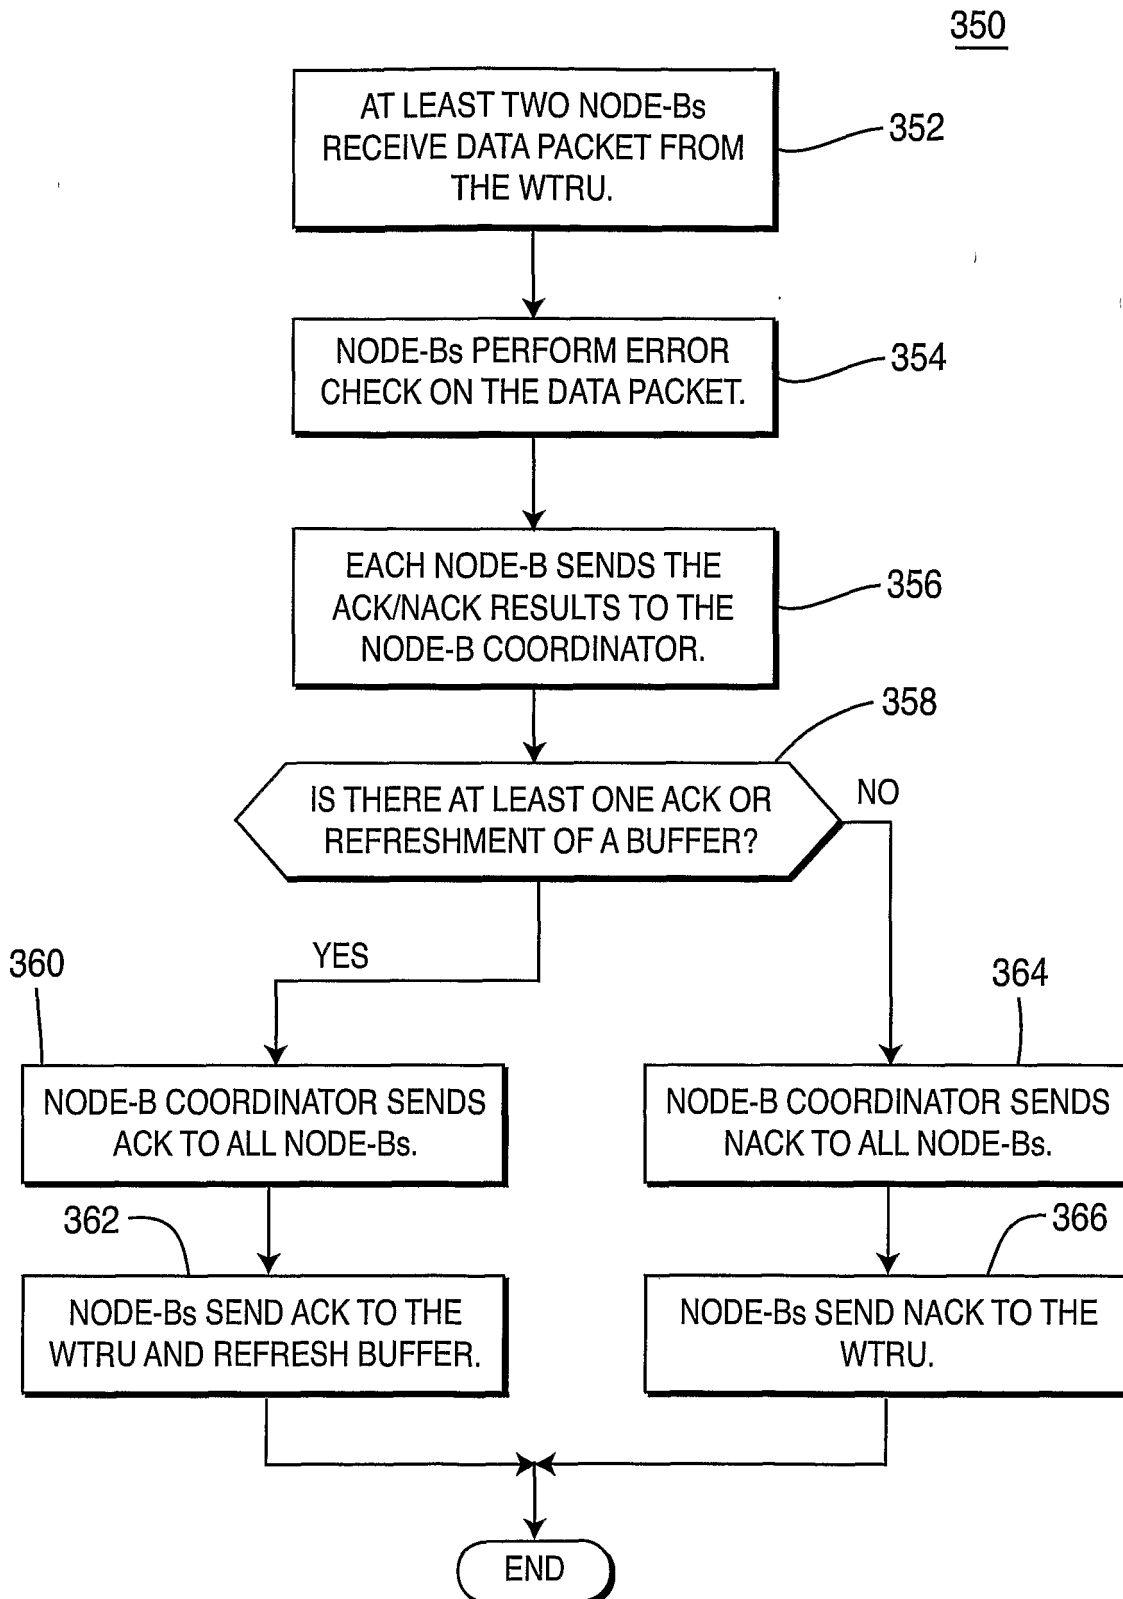 350
AT LEAST TWO NODE-Bs
RECEIVE DATA PACKET FROM
THE WTRU.
352
NODE-Bs PERFORM ERROR
CHECK ON THE DATA PACKET.
354
EACH NODE-B SENDS THE
ACK/NACK RESULTS TO THE
NODE-B COORDINATOR.
356
358
IS THERE AT LEAST ONE ACK OR
REFRESHMENT OF A BUFFER?
NO
YES
360
364
NODE-B COORDINATOR SENDS
ACK TO ALL NODE-Bs.
NODE-B COORDINATOR SENDS
NACK TO ALL NODE-Bs.
362
366
NODE-Bs SEND ACK TO THE
WTRU AND REFRESH BUFFER.
NODE-Bs SEND NACK TO THE
WTRU.
END